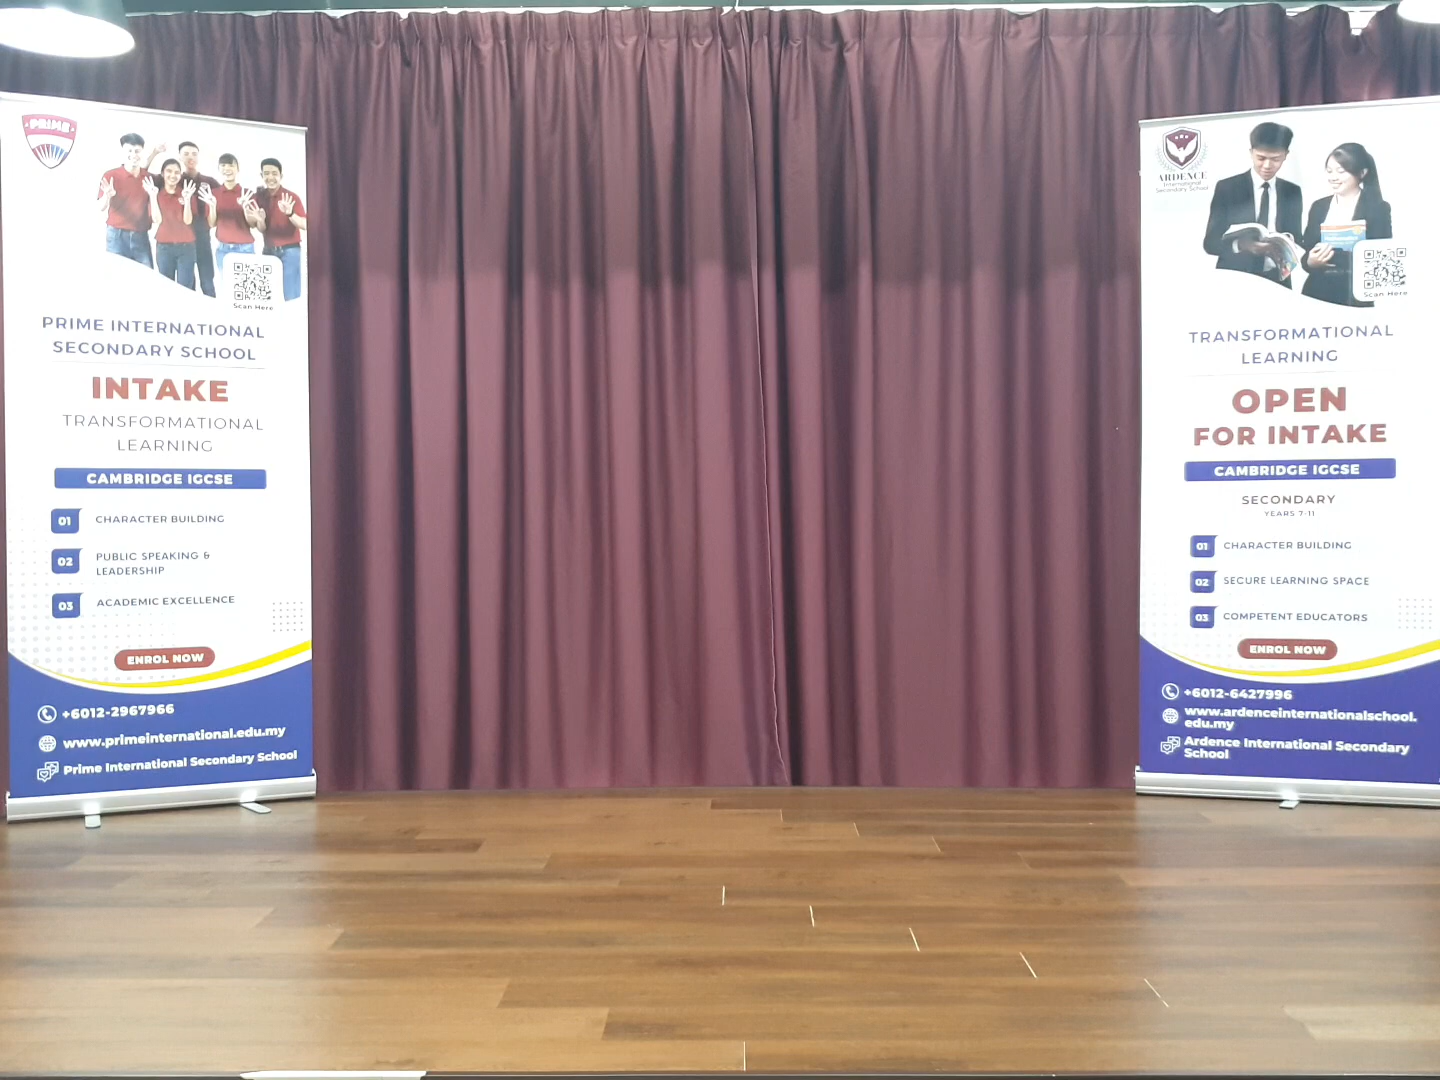 PRIME
Scan Here
PRIME INTERNATIONAL
SECONDARY SCHOOL
INTAKE
TRANSFORMATIONAL
LEARNING
CAMBRIDGE IGCSE
01 CHARACTER BUILDING
02 PUBLIC SPEAKING &
LEADERSHIP
03 ACADEMIC EXCELLENCE
ENROL NOW
+6012-2967966
www.primeinternational.edu.my
Prime International Secondary School
ARDENCE
International
Secondary School
Scan Here
TRANSFORMATIONAL
LEARNING
OPEN
FOR INTAKE
CAMBRIDGE IGCSE
SECONDARY
YEARS 7-11
01 CHARACTER BUILDING
02 SECURE LEARNING SPACE
03 COMPETENT EDUCATORS
ENROL NOW
+6012-6427996
www.ardenceinternationalschool.
edu.my
Ardence International Secondary
School